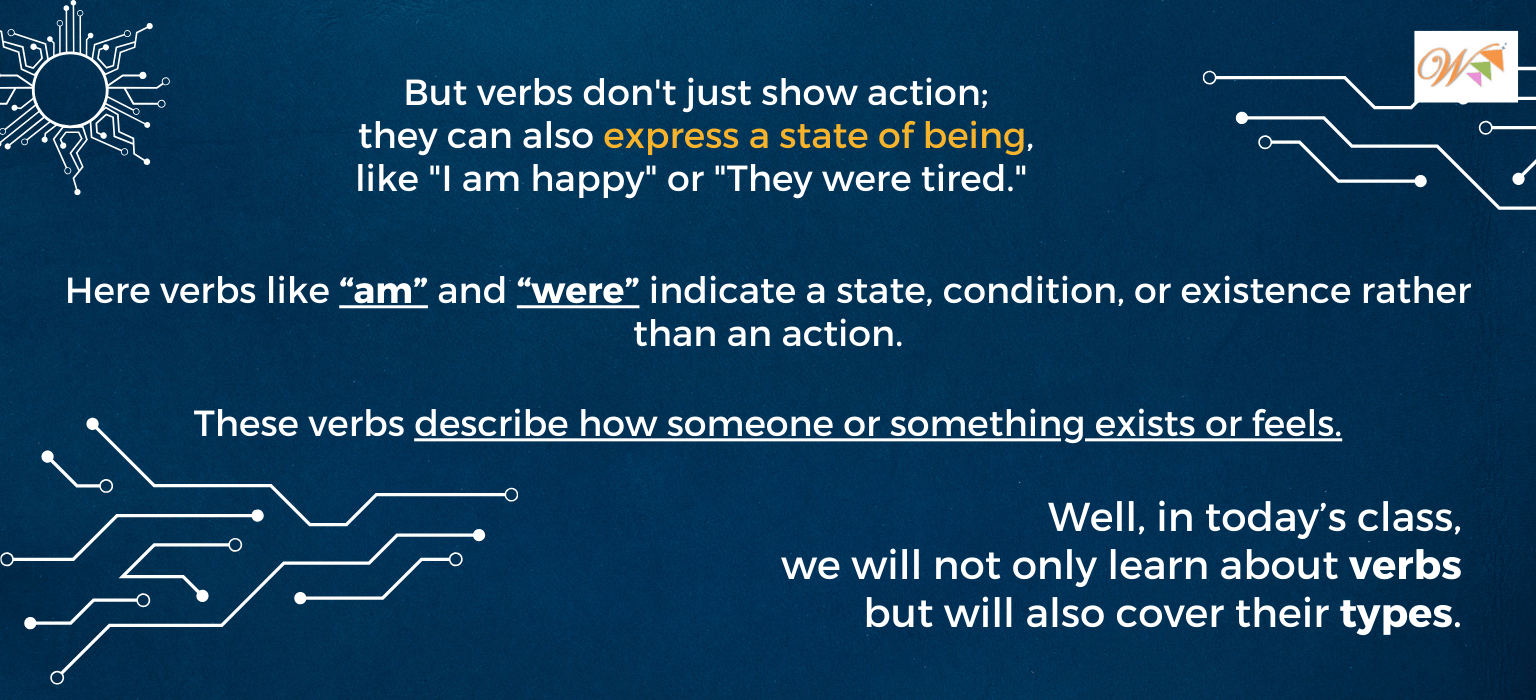 W
But verbs don't just show action;
they can also express a state of being,
like "I am happy" or "They were tired."
Here verbs like “am” and “were” indicate a state, condition, or existence rather
than an action.
These verbs describe how someone or something exists or feels.
Well, in today’s class,
we will not only learn about verbs
but will also cover their types.